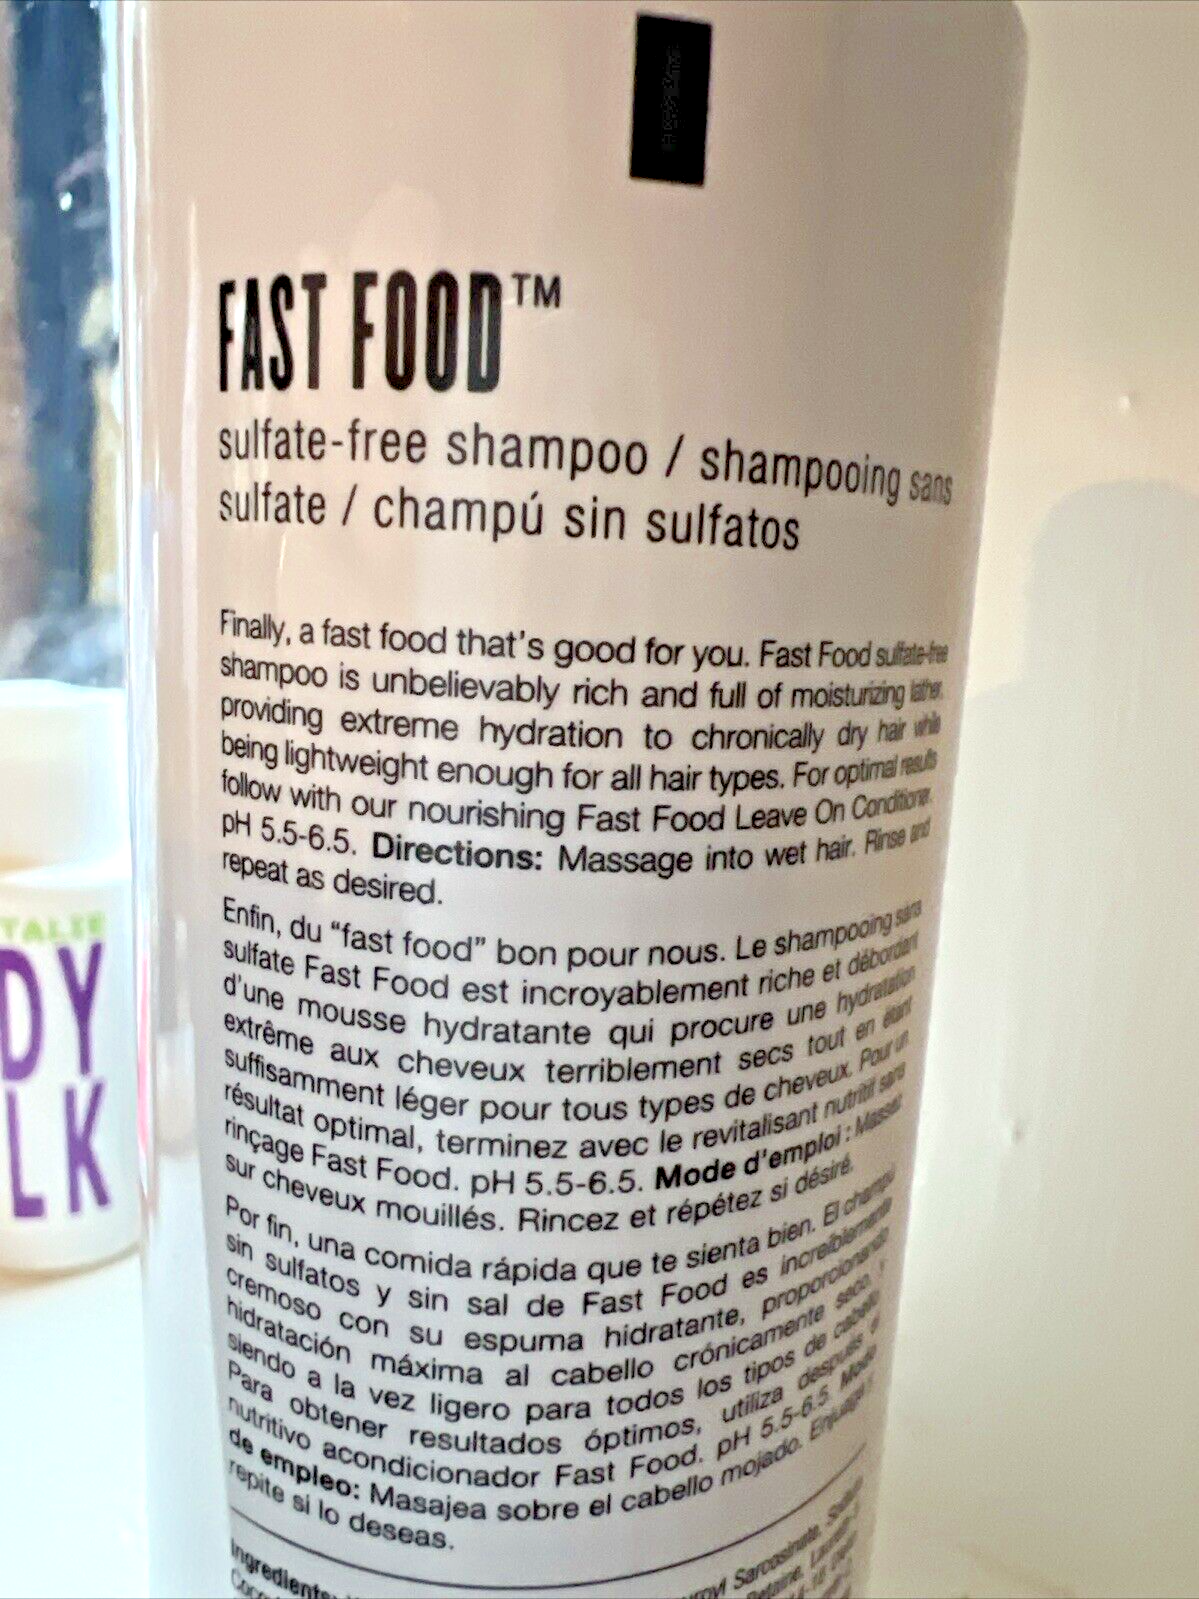 FAST FOOD™
sulfate-free shampoo / shampooing sans
sulfate / champú sin sulfatos
Finally, a fast food that's good for you. Fast Food sulfate-free
shampoo is unbelievably rich and full of moisturizing lather,
providing extreme hydration to chronically dry hair while
being lightweight enough for all hair types. For optimal results
follow with our nourishing Fast Food Leave On Conditioner.
pH 5.5-6.5. Directions: Massage into wet hair. Rinse and
repeat as desired.
Enfin, du “fast food” bon pour nous. Le shampooing sans
sulfate Fast Food est incroyablement riche et débordant
d'une mousse hydratante qui procure une hydratation
extrême aux cheveux terriblement secs tout en étant
suffisamment léger pour tous types de cheveux. Pour un
résultat optimal, terminez avec le revitalisant nutritif sans
rinçage Fast Food. pH 5.5-6.5. Mode d'emploi : Massez
sur cheveux mouillés. Rincez et répétez si désiré.
Por fin, una comida rápida que te sienta bien. El champú
sin sulfatos y sin sal de Fast Food es increíblemente
cremoso con su espuma hidratante, proporcionando
hidratación máxima al cabello crónicamente seco, y
siendo a la vez ligero para todos los tipos de cabello.
Para obtener resultados óptimos, utiliza después el
nutritivo acondicionador Fast Food. pH 5.5-6.5. Modo
de empleo: Masajea sobre el cabello mojado. Enjuaga y
repite si lo deseas.
Sarcosinate,
Betaine,
TALIE
DY
LK